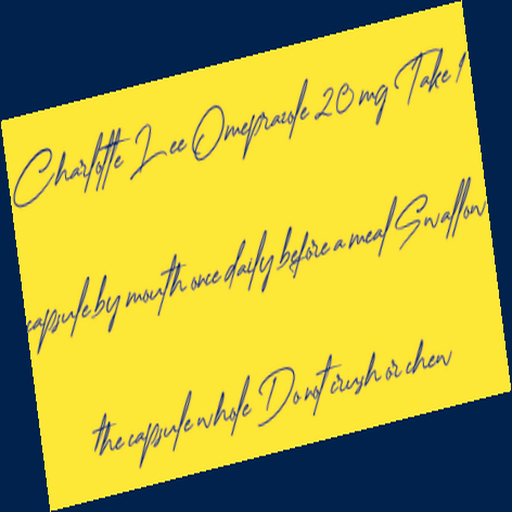 Charlotte Lee Omeprazole 20 mg Take 1
capsule by mouth once daily before a meal Swallow
the capsule whole Do not crush or chew